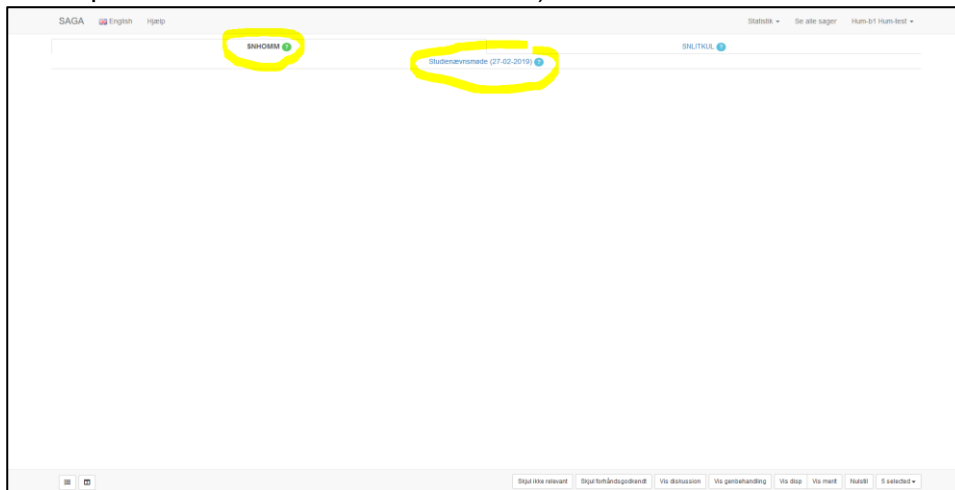 SAGA English Hjælp Statistik Se alle sager Hum-b1 Hum-test
SNHOMM ? SNLITKUL ?
Studienævnsmøde (27-02-2019) ?
Skjul ikke relevant Skjul forhåndsgodkendt Vis diskussion Vis genbehandling Vis disp Vis merit Nulstil 5 selected